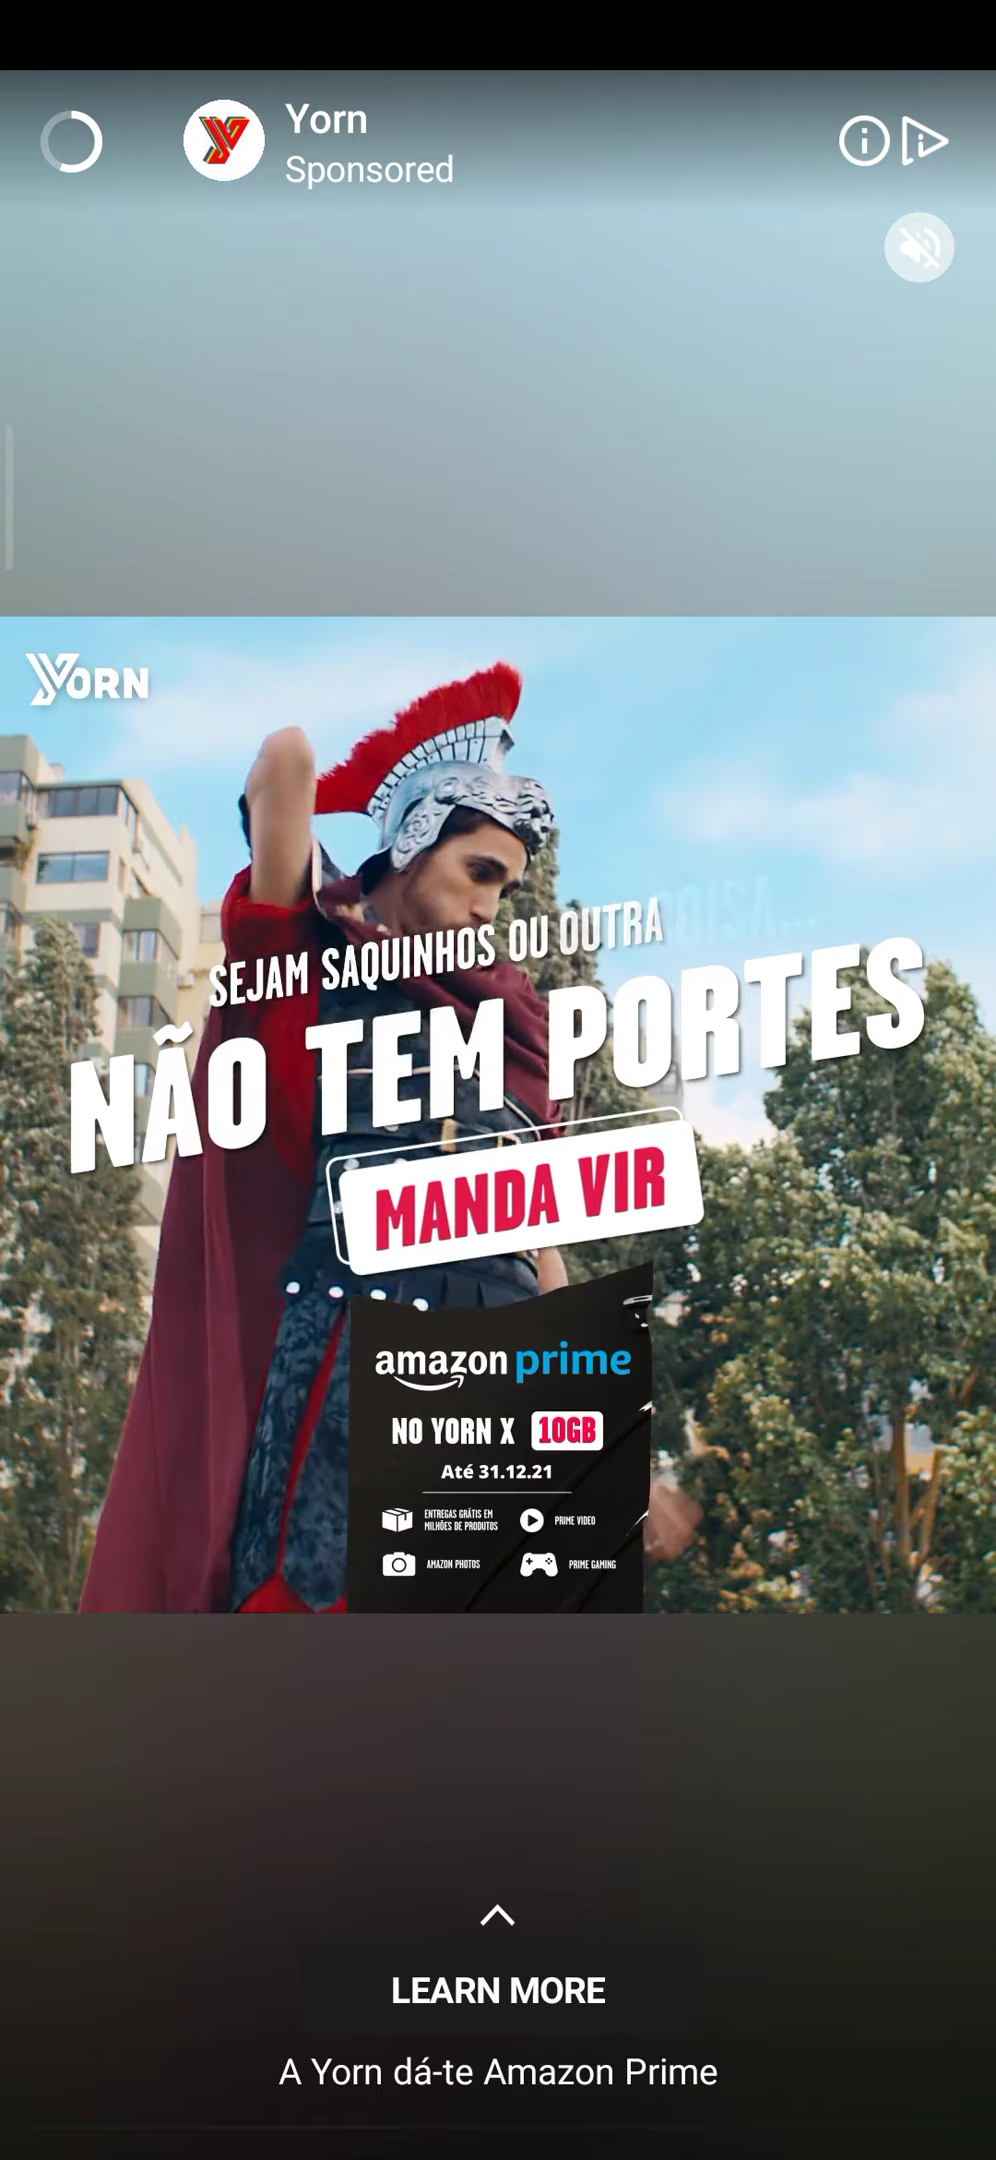 Yorn
Sponsored
YORN
SEJAM SAQUINHOS OU OUTRA COISA...
NÃO TEM PORTES
MANDA VIR
amazon prime
NO YORN X 10GB
Até 31.12.21
ENTREGAS GRÁTIS EM
MILHÕES DE PRODUTOS
PRIME VIDEO
AMAZON PHOTOS
PRIME GAMING
LEARN MORE
A Yorn dá-te Amazon Prime